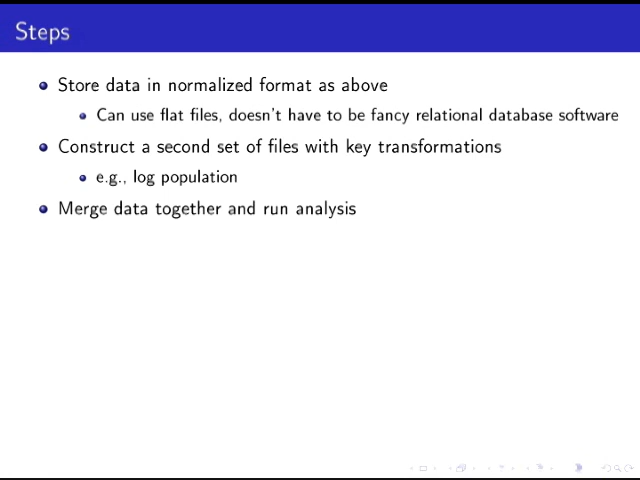 Steps
Store data in normalized format as above
Can use flat files, doesn't have to be fancy relational database software
Construct a second set of files with key transformations
e.g., log population
Merge data together and run analysis